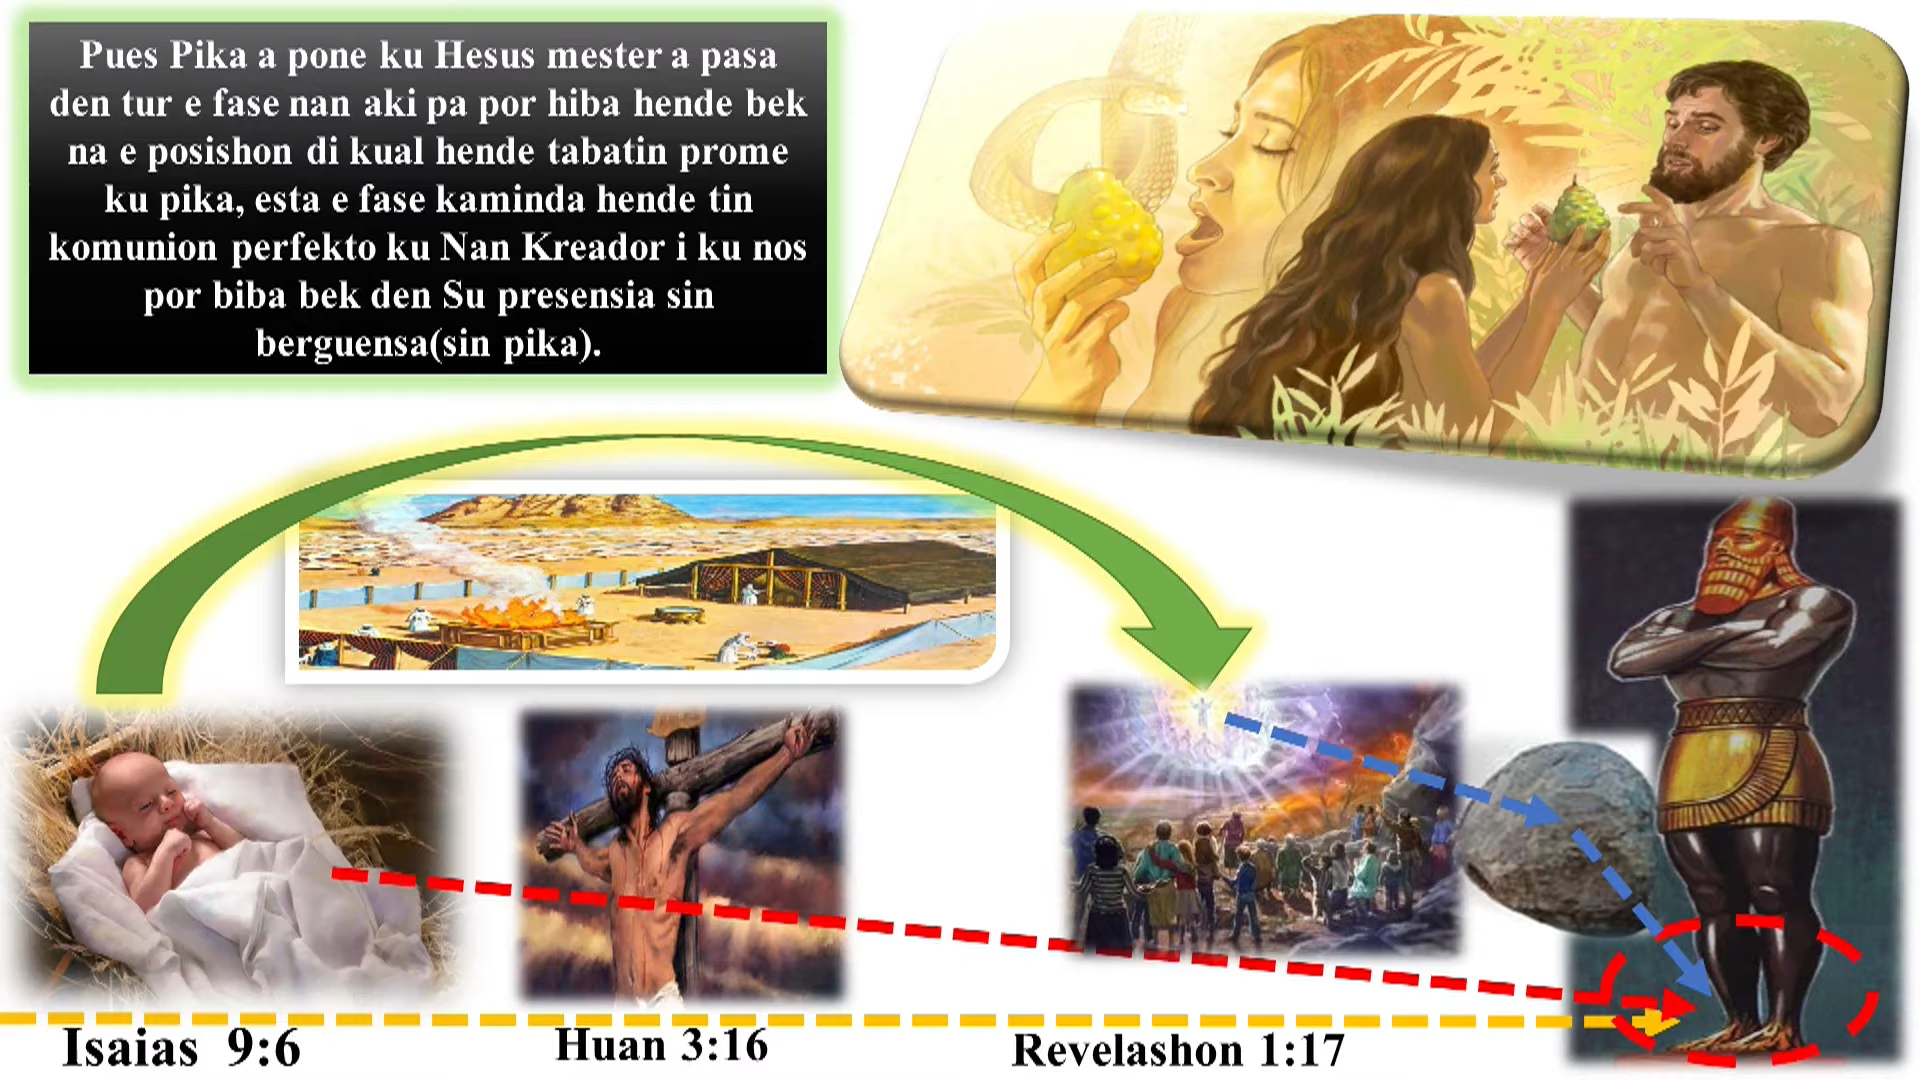 Pues Pika a pone ku Hesus mester a pasa
den tur e fase nan aki pa por hiba hende bek
na e posishon di kual hende tabatin prome
ku pika, esta e fase kaminda hende tin
komunion perfekto ku Nan Kreador i ku nos
por biba bek den Su presensia sin
berguensa(sin pika).
Isaias 9:6
Huan 3:16
Revelashon 1:17